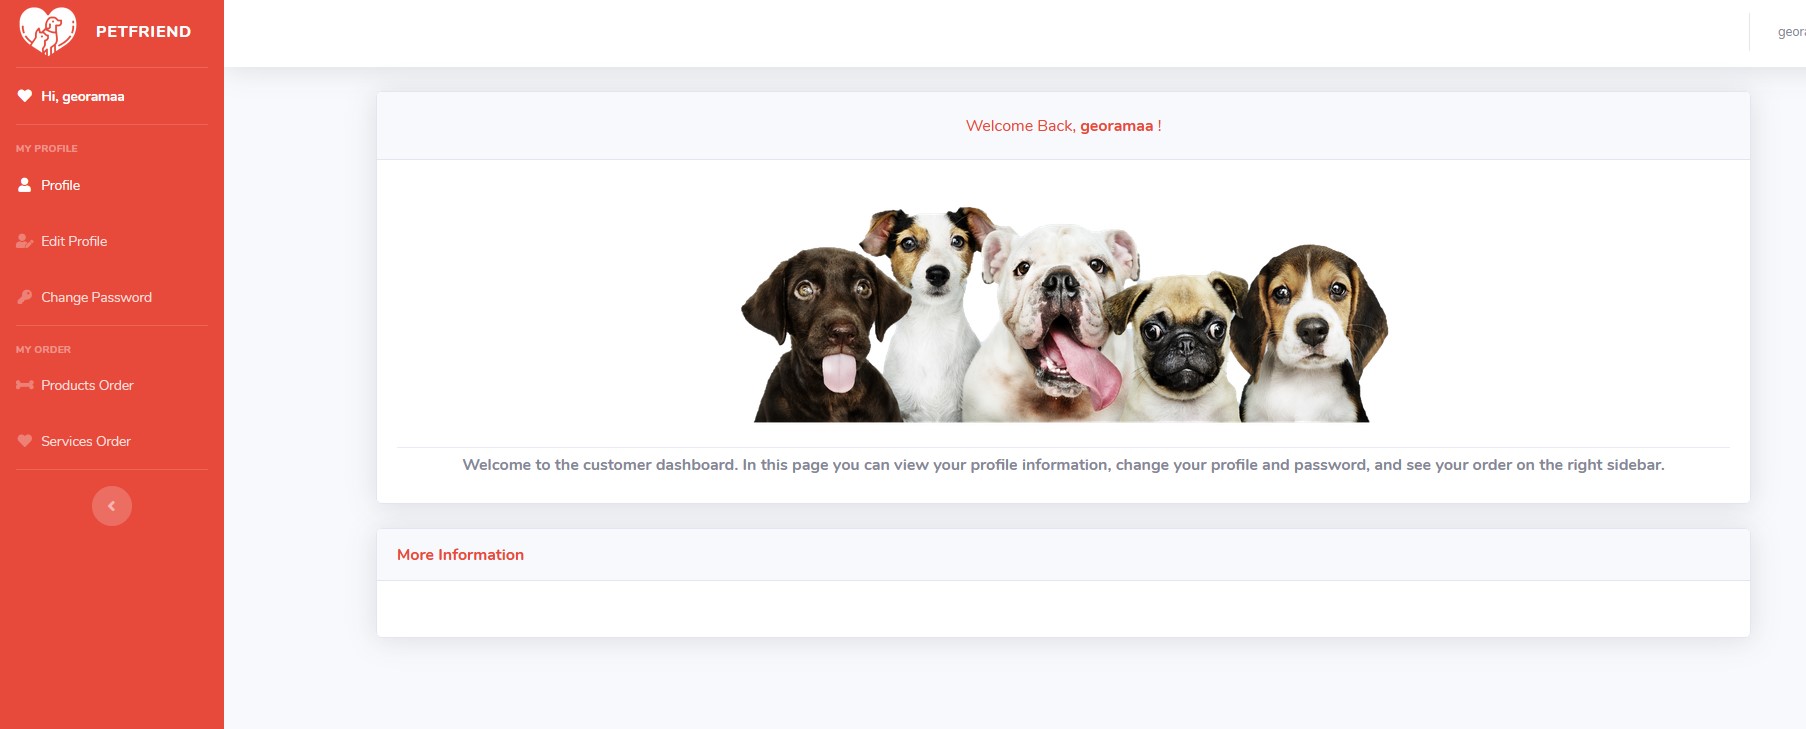 PETFRIEND
Hi, georamaa
MY PROFILE
Profile
Edit Profile
Change Password
MY ORDER
Products Order
Services Order
geora
Welcome Back, georamaa !
Welcome to the customer dashboard. In this page you can view your profile information, change your profile and password, and see your order on the right sidebar.
More Information